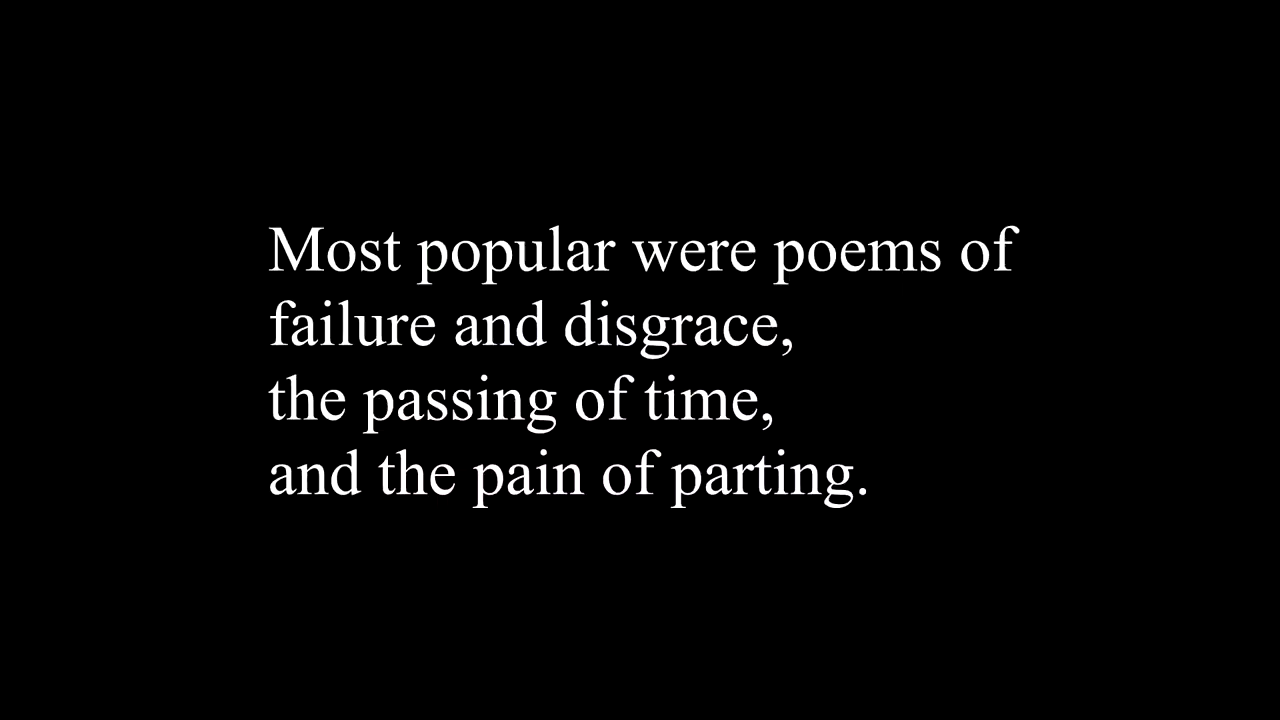 Most popular were poems of
failure and disgrace,
the passing of time,
and the pain of parting.